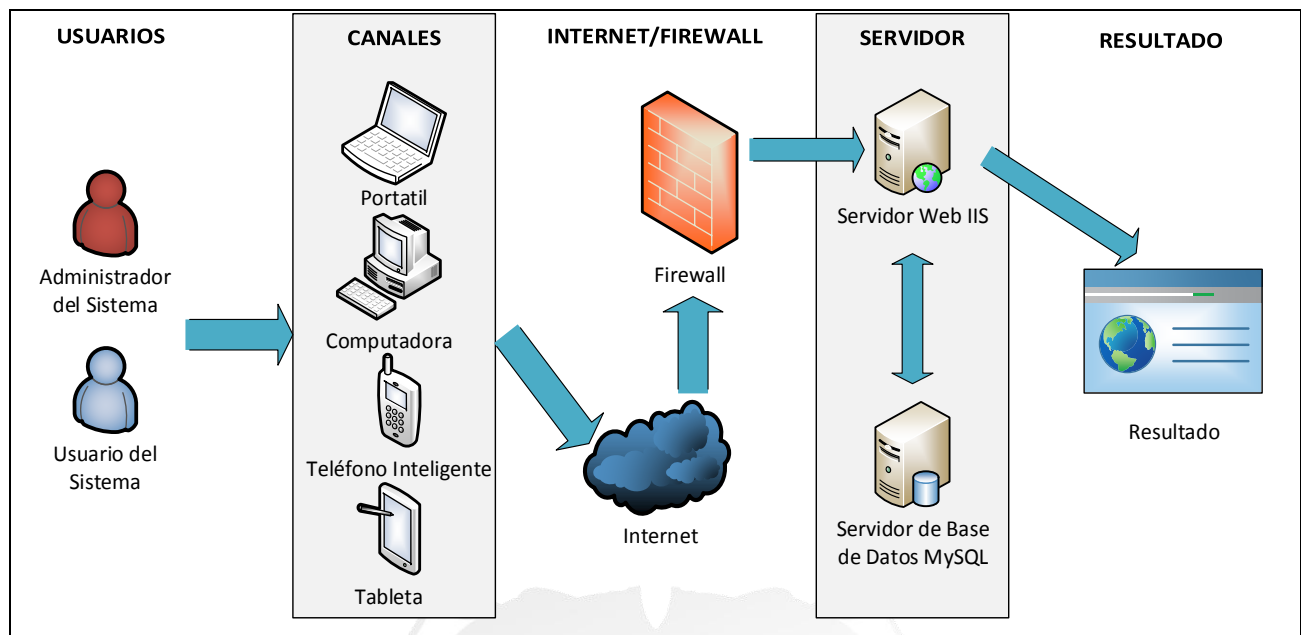 USUARIOS
CANALES
INTERNET/FIREWALL
SERVIDOR
RESULTADO
Administrador
del Sistema
Usuario del
Sistema
Portatil
Computadora
Teléfono Inteligente
Tableta
Firewall
Internet
Servidor Web IIS
Servidor de Base
de Datos MySQL
Resultado